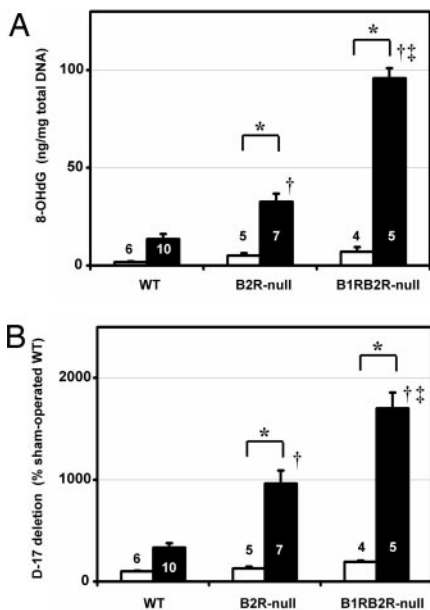 A
8-OHdG (ng/mg total DNA)
100
50
0
6
10
5
7
4
5
*
†
*
†‡
WT
B2R-null
B1RB2R-null
B
D-17 deletion (% sham-operated WT)
2000
1000
0
6
10
5
7
4
5
*
†
*
†‡
WT
B2R-null
B1RB2R-null